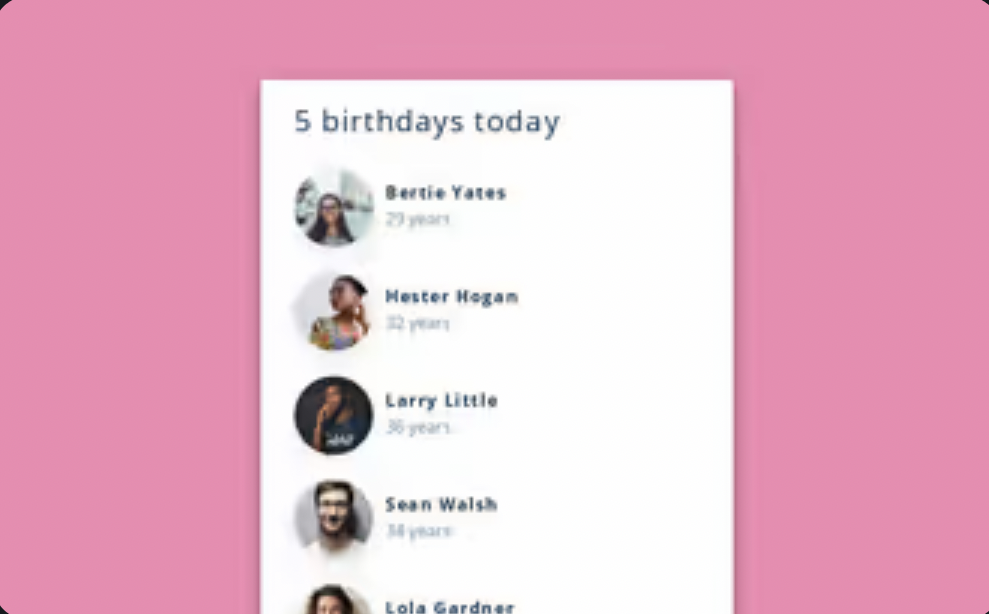 5 birthdays today
Bertie Yates
29 years
Hester Hogan
32 years
Larry Little
36 years
Sean Walsh
34 years
Lola Gardner